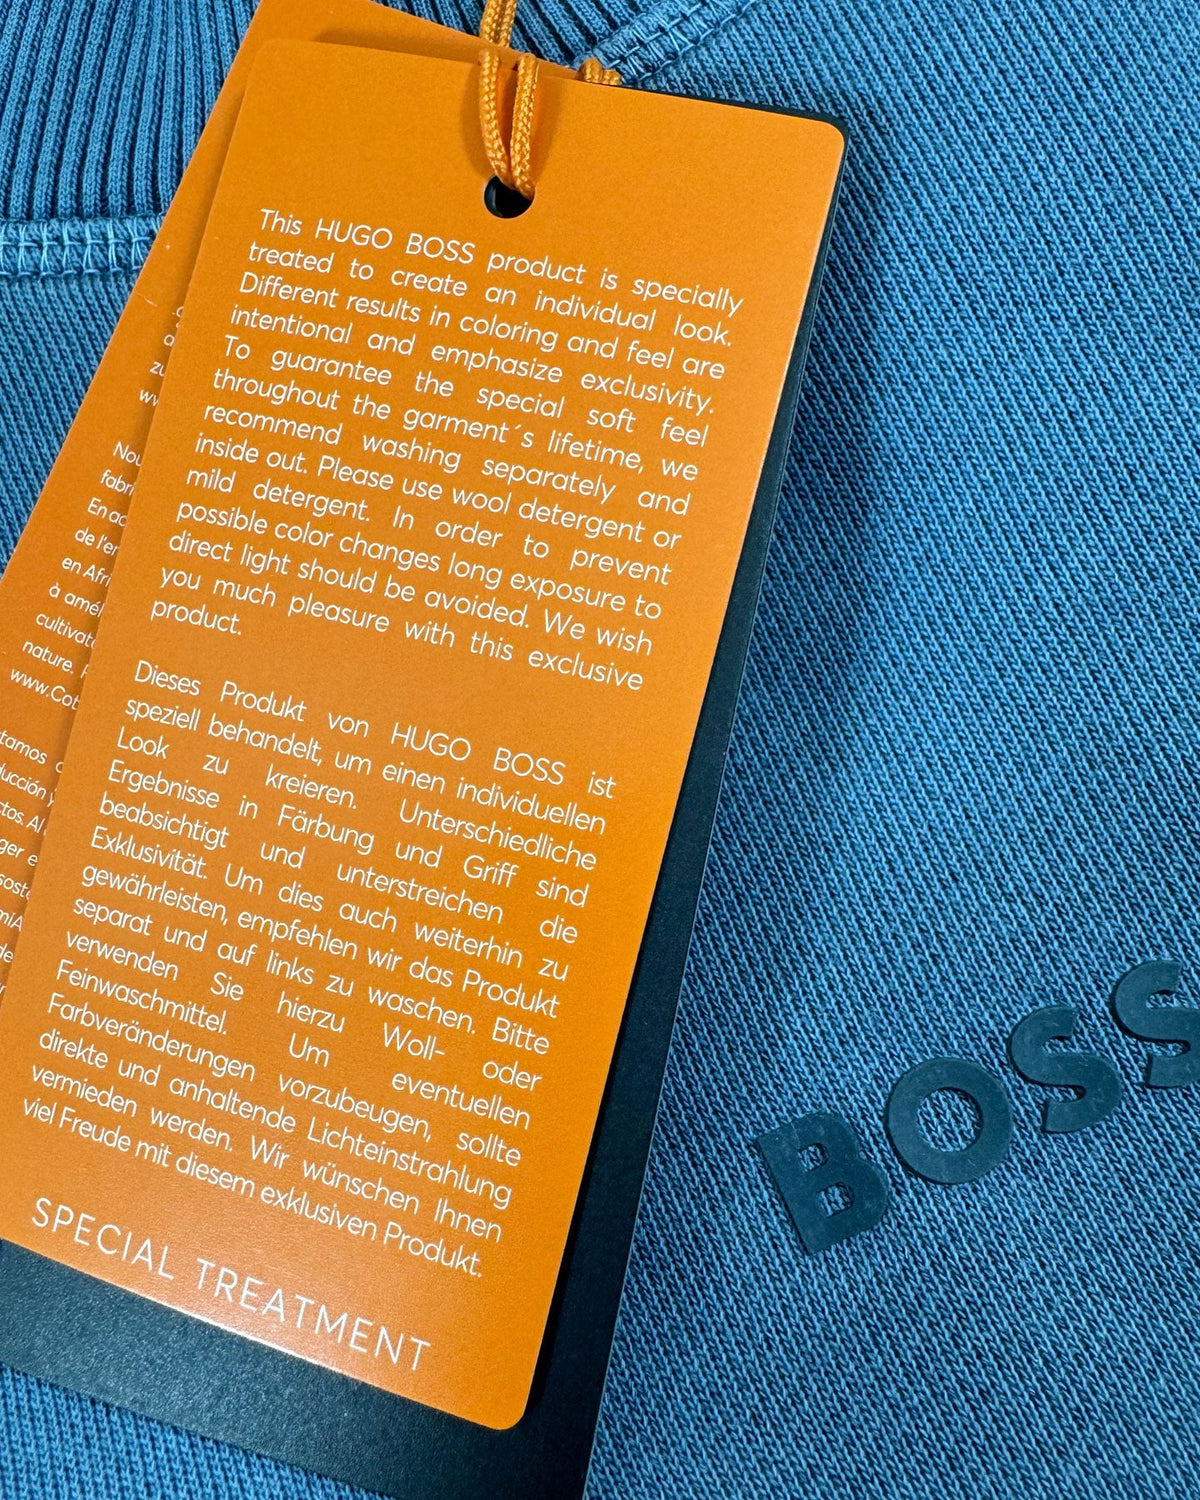 This HUGO BOSS product is specially
treated to create an individual look.
Different results in coloring and feel are
intentional and emphasize exclusivity.
To guarantee the special soft feel
throughout the garment´s lifetime, we
recommend washing separately and
inside out. Please use wool detergent or
mild detergent. In order to prevent
possible color changes long exposure to
direct light should be avoided. We wish
you much pleasure with this exclusive
product.
Dieses Produkt von HUGO BOSS ist
speziell behandelt, um einen individuellen
Look zu kreieren. Unterschiedliche
Ergebnisse in Färbung und Griff sind
beabsichtigt und unterstreichen die
Exklusivität. Um dies auch weiterhin zu
gewährleisten, empfehlen wir das Produkt
separat und auf links zu waschen. Bitte
verwenden Sie hierzu Woll- oder
Feinwaschmittel. Um eventuellen
Farbveränderungen vorzubeugen, sollte
direkte und anhaltende Lichteinstrahlung
vermieden werden. Wir wünschen Ihnen
viel Freude mit diesem exklusiven Produkt.
SPECIAL TREATMENT
En
de l'en
à
nature.
www.Cot
BOSS